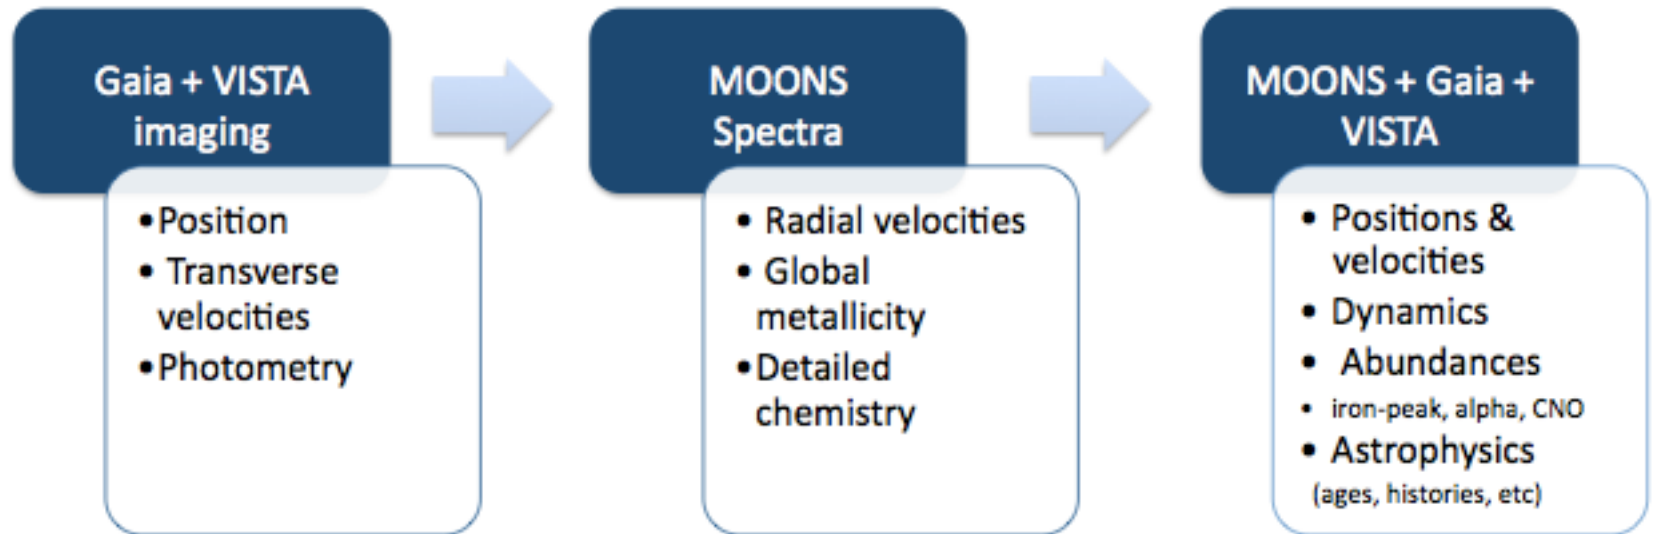 Gaia + VISTA
imaging
•Position
• Transverse
velocities
•Photometry
MOONS
Spectra
• Radial velocities
• Global
metallicity
•Detailed
chemistry
MOONS + Gaia +
VISTA
• Positions &
velocities
• Dynamics
• Abundances
• iron-peak, alpha, CNO
• Astrophysics
(ages, histories, etc)